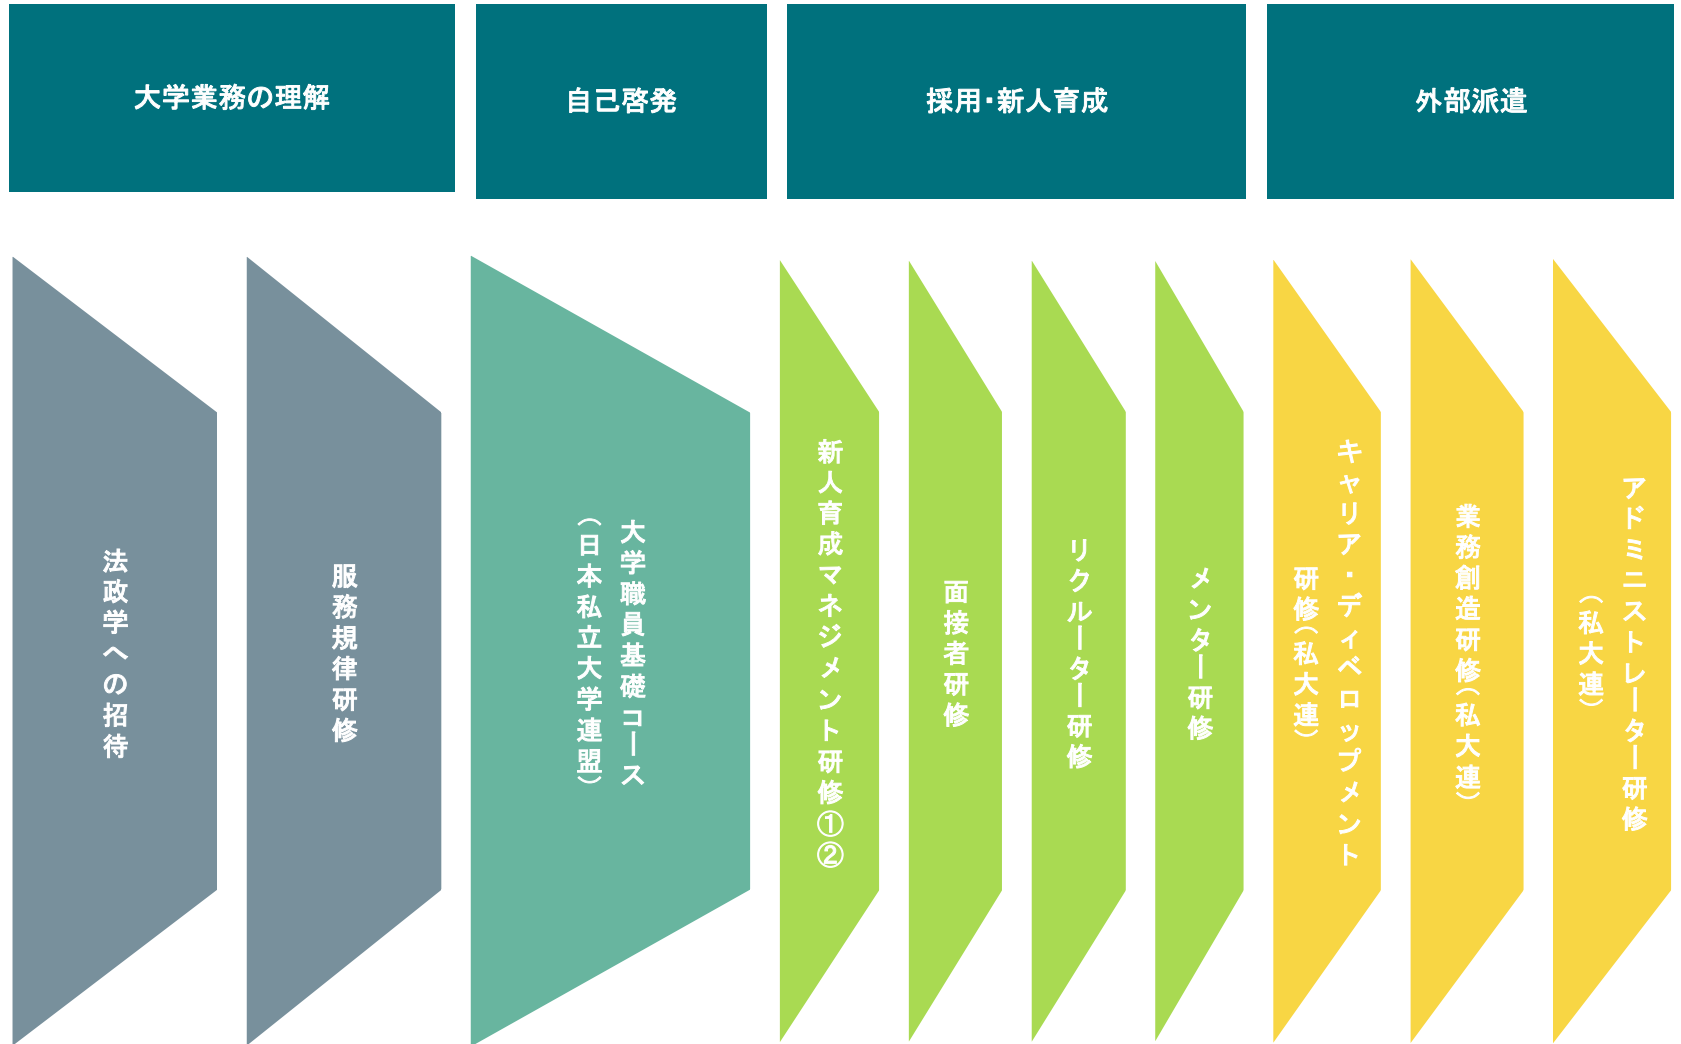 大学業務の理解
自己啓発
採用・新人育成
外部派遣
法政学への招待
服務規律研修
大学職員基礎コース
（日本私立大学連盟）
新人育成マネジメント研修①②
面接者研修
リクルーター研修
メンター研修
キャリア・ディベロップメント
研修（私大連）
業務創造研修（私大連）
アドミニストレーター研修
（私大連）